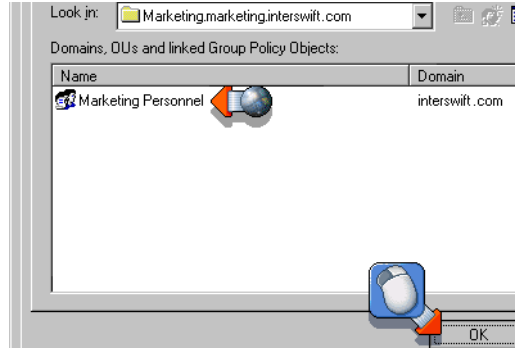 Look in: Marketing.marketing.interswift.com
Domains, OUs and linked Group Policy Objects:
Name Domain
Marketing Personnel interswift.com
OK